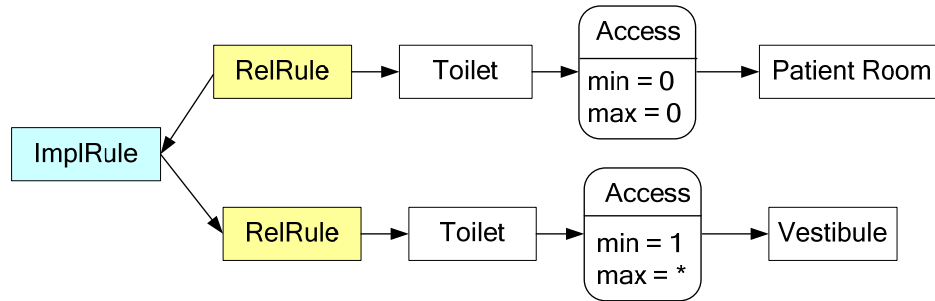 Access
RelRule
Toilet
min = 0
max = 0
Patient Room
ImplRule
Access
RelRule
Toilet
min = 1
max = *
Vestibule